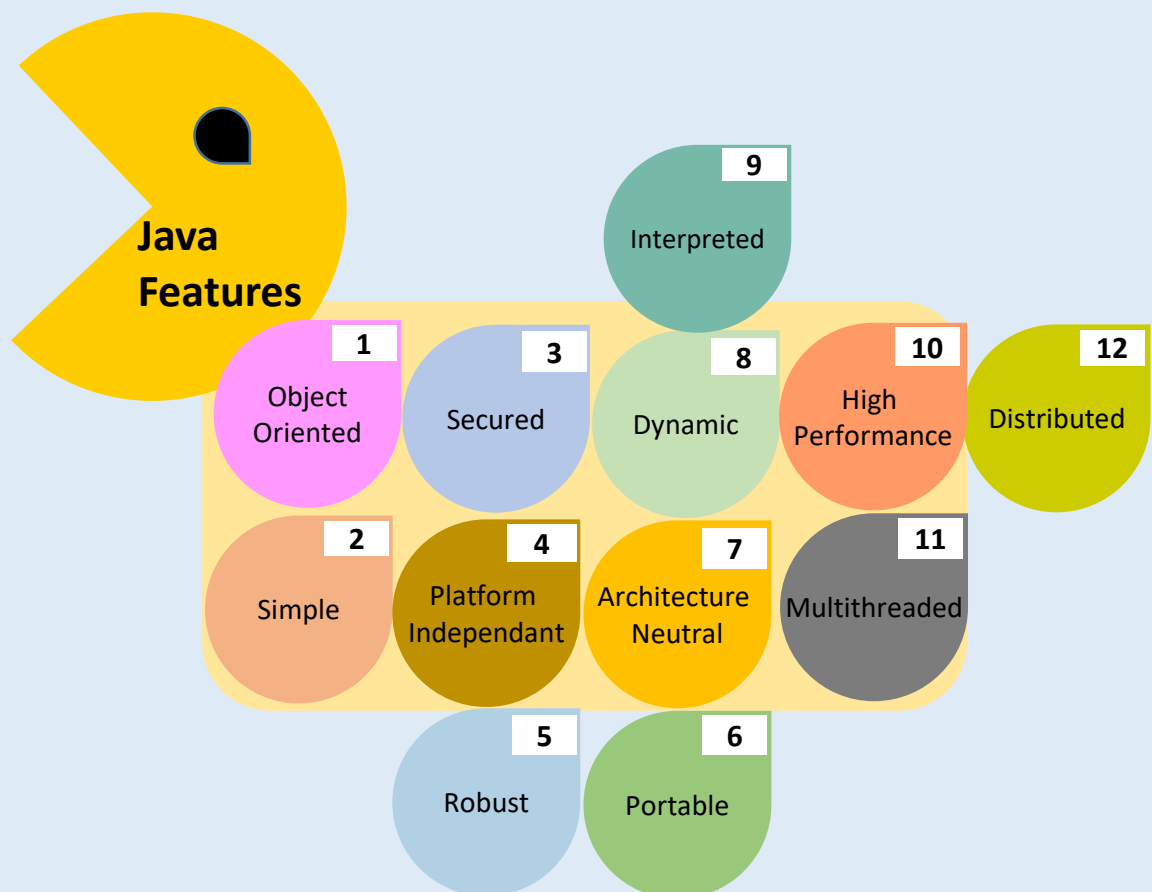 Java
Features
1
Object
Oriented
2
Simple
3
Secured
4
Platform
Independant
5
Robust
6
Portable
7
Architecture
Neutral
8
Dynamic
9
Interpreted
10
High
Performance
11
Multithreaded
12
Distributed